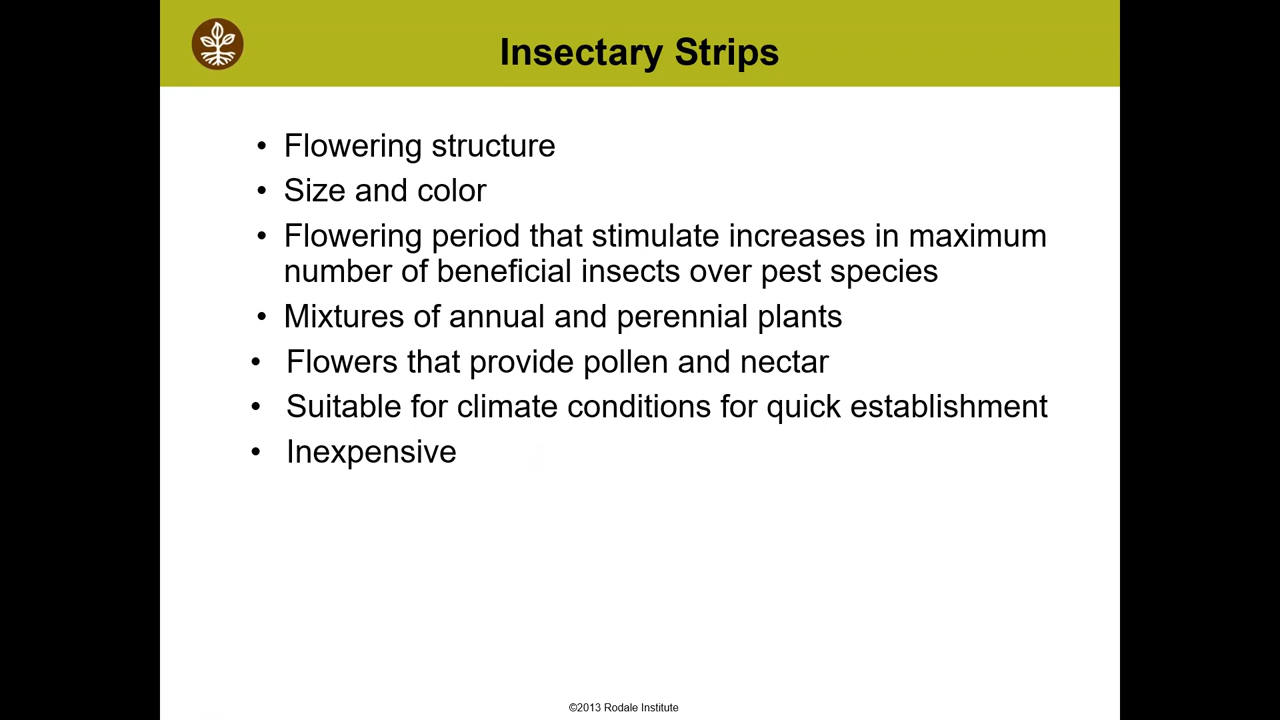 Insectary Strips
• Flowering structure
• Size and color
• Flowering period that stimulate increases in maximum
number of beneficial insects over pest species
• Mixtures of annual and perennial plants
• Flowers that provide pollen and nectar
• Suitable for climate conditions for quick establishment
• Inexpensive
©2013 Rodale Institute